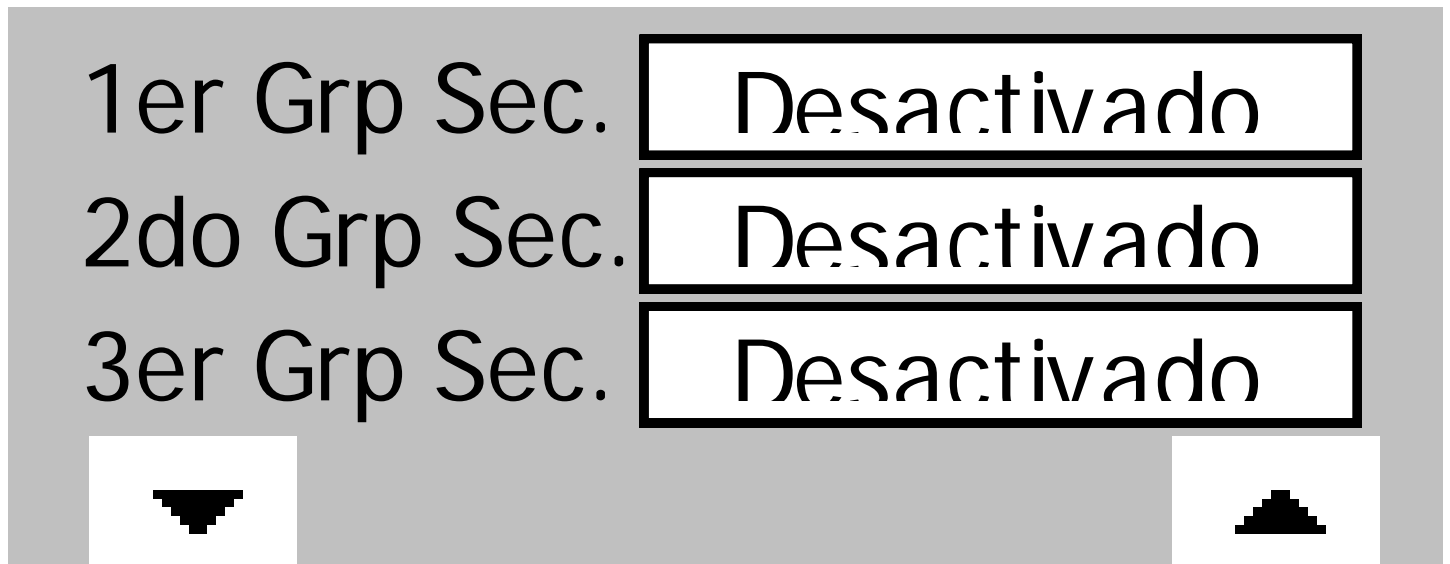 1er Grp Sec. Desactivado
2do Grp Sec. Desactivado
3er Grp Sec. Desactivado